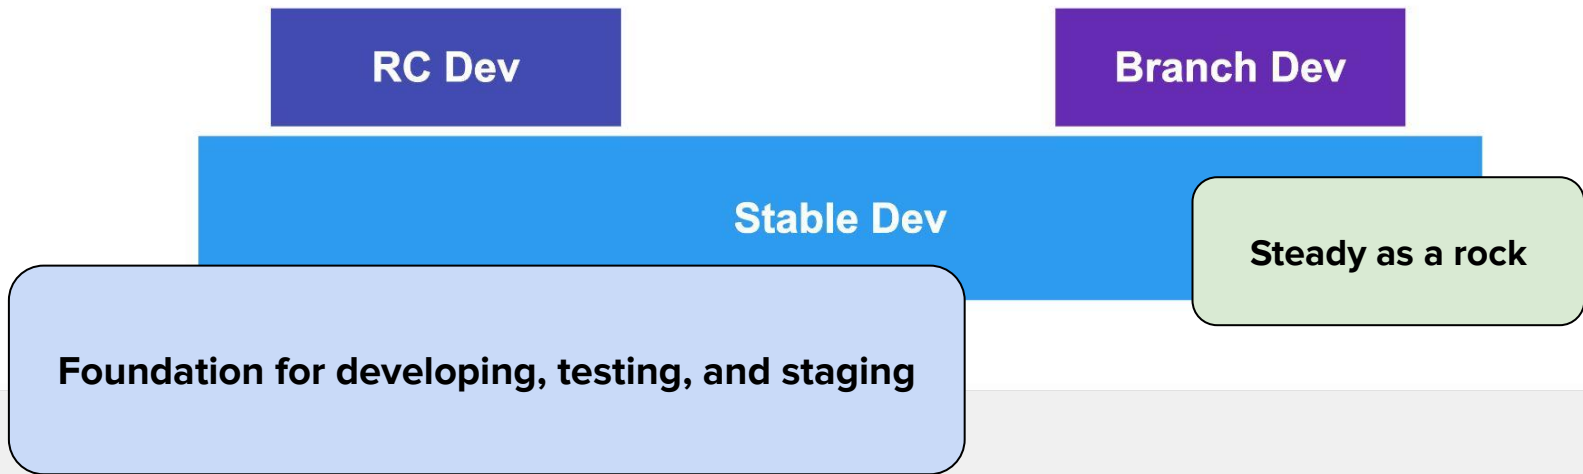 RC Dev
Branch Dev
Stable Dev
Steady as a rock
Foundation for developing, testing, and staging